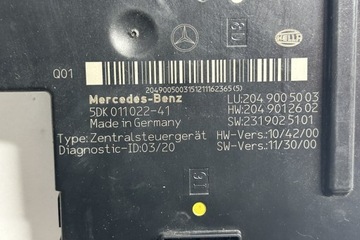 HELLA
Q01
2049005003151211162365(5)
Mercedes-Benz LU:204 900 50 03
5DK 011022-41 HW:204 901 26 02
Made in Germany SW:231 902 51 01
Type:Zentralsteuergerät HW-Vers.:10/42/00
Diagnostic-ID:03/20 SW-Vers.:11/30/00